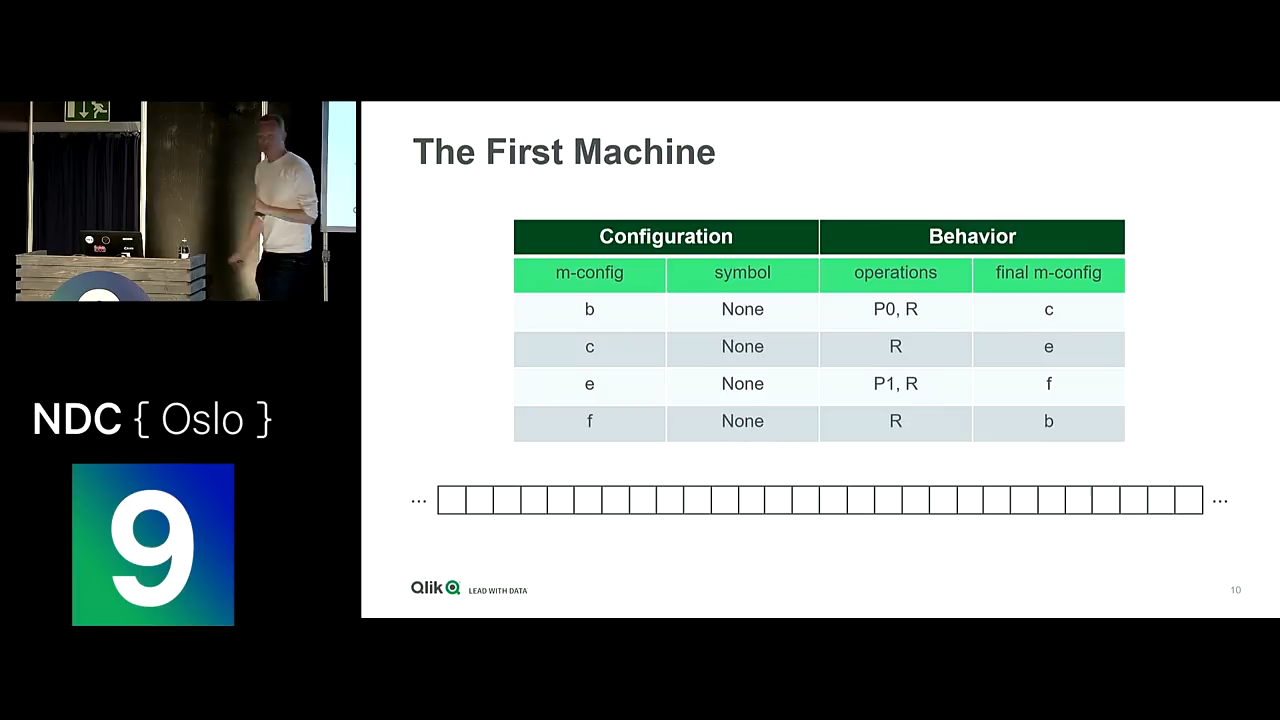 The First Machine
Configuration Behavior
m-config symbol operations final m-config
b None P0, R c
c None R e
e None P1, R f
f None R b
... ...
NDC { Oslo }
9
Qlik LEAD WITH DATA
10